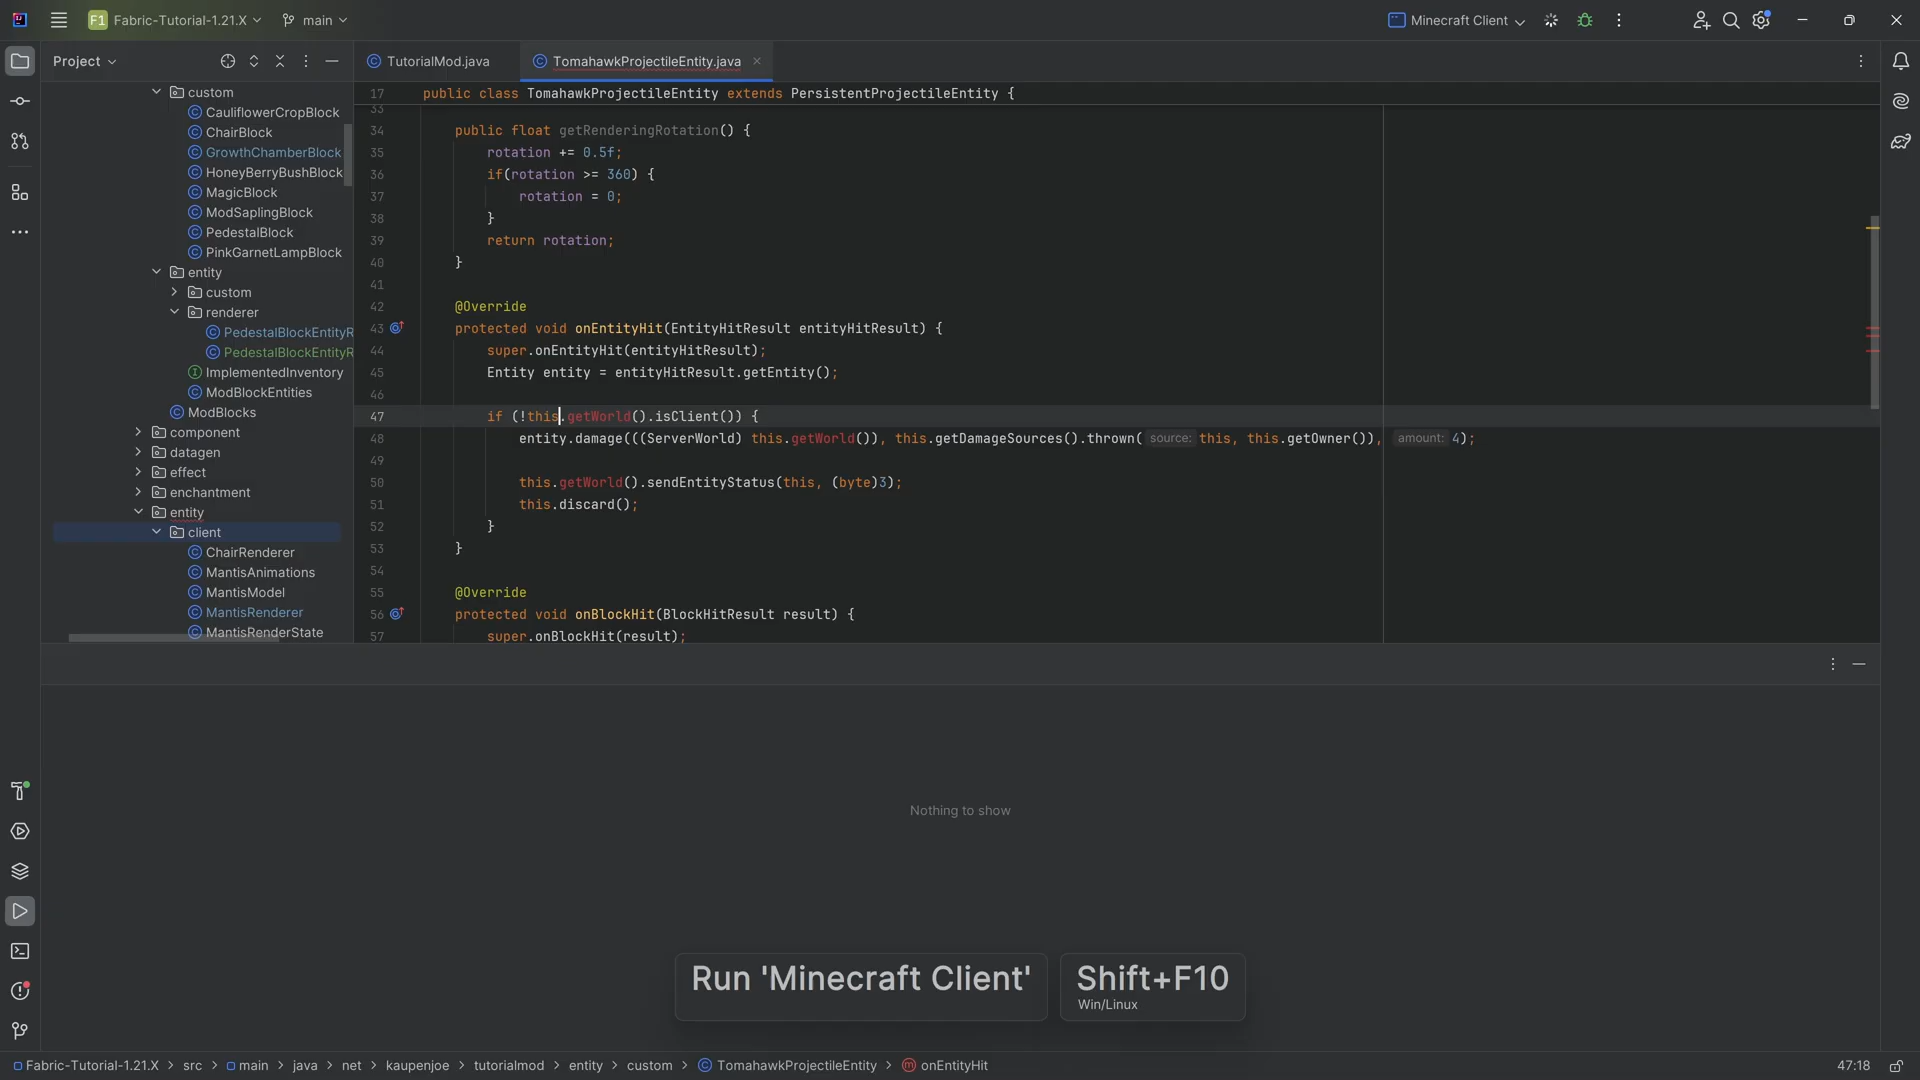 F1 Fabric-Tutorial-1.21.X main Minecraft Client
Project
TutorialMod.java TomahawkProjectileEntity.java
custom
CauliflowerCropBlock
ChairBlock
GrowthChamberBlock
HoneyBerryBushBlock
MagicBlock
ModSaplingBlock
PedestalBlock
PinkGarnetLampBlock
entity
custom
renderer
PedestalBlockEntityR
PedestalBlockEntityR
ImplementedInventory
ModBlockEntities
ModBlocks
component
datagen
effect
enchantment
entity
client
ChairRenderer
MantisAnimations
MantisModel
MantisRenderer
MantisRenderState
17 public class TomahawkProjectileEntity extends PersistentProjectileEntity {
33
34 public float getRenderingRotation() {
35 rotation += 0.5f;
36 if(rotation >= 360) {
37 rotation = 0;
38 }
39 return rotation;
40 }
41
42 @Override
43 protected void onEntityHit(EntityHitResult entityHitResult) {
44 super.onEntityHit(entityHitResult);
45 Entity entity = entityHitResult.getEntity();
46
47 if (!this.getWorld().isClient()) {
48 entity.damage(((ServerWorld) this.getWorld()), this.getDamageSources().thrown( source: this, this.getOwner()), amount: 4);
49
50 this.getWorld().sendEntityStatus(this, (byte)3);
51 this.discard();
52 }
53 }
54
55 @Override
56 protected void onBlockHit(BlockHitResult result) {
57 super.onBlockHit(result);
Nothing to show
Run 'Minecraft Client' Shift+F10
Win/Linux
Fabric-Tutorial-1.21.X > src > main > java > net > kaupenjoe > tutorialmod > entity > custom > TomahawkProjectileEntity > onEntityHit 47:18